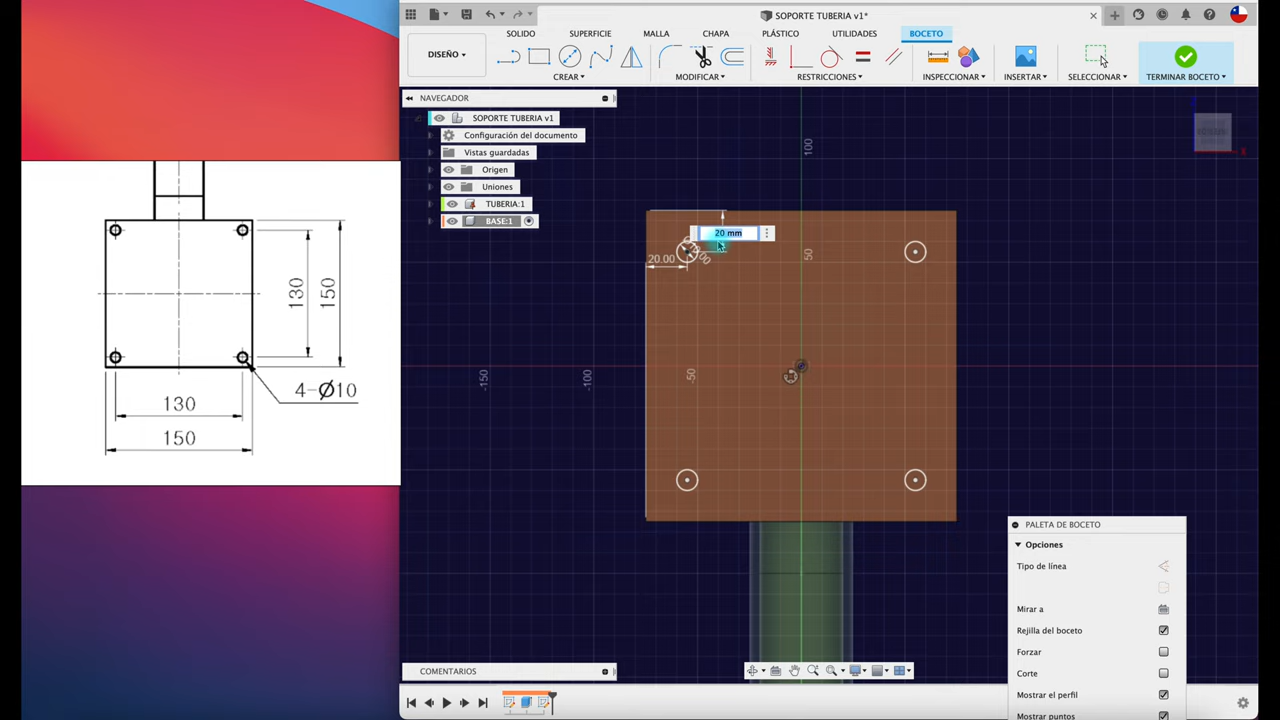 SOPORTE TUBERIA v1*
DISEÑO
SOLIDO
SUPERFICIE
MALLA
CHAPA
PLÁSTICO
UTILIDADES
BOCETO
CREAR
MODIFICAR
RESTRICCIONES
INSPECCIONAR
INSERTAR
SELECCIONAR
TERMINAR BOCETO
NAVEGADOR
SOPORTE TUBERIA v1
Configuración del documento
Vistas guardadas
Origen
Uniones
TUBERIA:1
BASE:1
130
150
4-Ø10
130
150
100
50
20 mm
20.00
-150
-100
-50
X
PALETA DE BOCETO
Opciones
Tipo de línea
Mirar a
Rejilla del boceto
Forzar
Corte
Mostrar el perfil
Mostrar puntos
COMENTARIOS